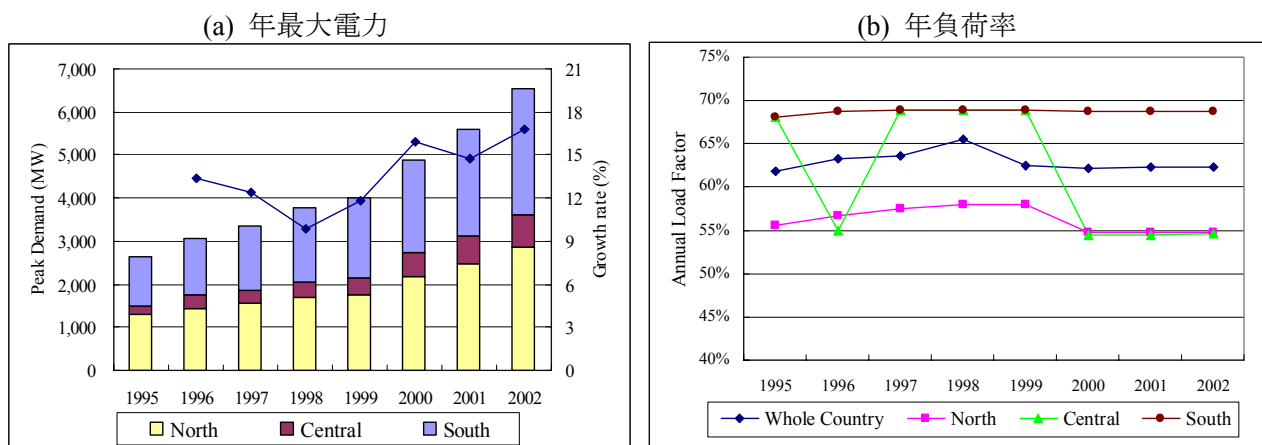 (a) 年最大電力
7,000
6,000
5,000
4,000
3,000
2,000
1,000
0
Peak Demand (MW)
21
18
15
12
9
6
3
0
Growth rate (%)
1995 1996 1997 1998 1999 2000 2001 2002
North Central South
(b) 年負荷率
75%
70%
65%
60%
55%
50%
45%
40%
Annual Load Factor
1995 1996 1997 1998 1999 2000 2001 2002
Whole Country North Central South